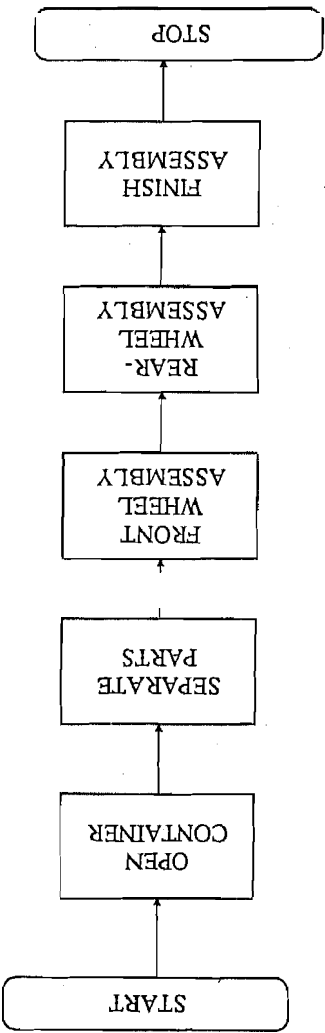 START
OPEN
CONTAINER
SEPARATE
PARTS
FRONT
WHEEL
ASSEMBLY
REAR-
WHEEL
ASSEMBLY
FINISH
ASSEMBLY
STOP